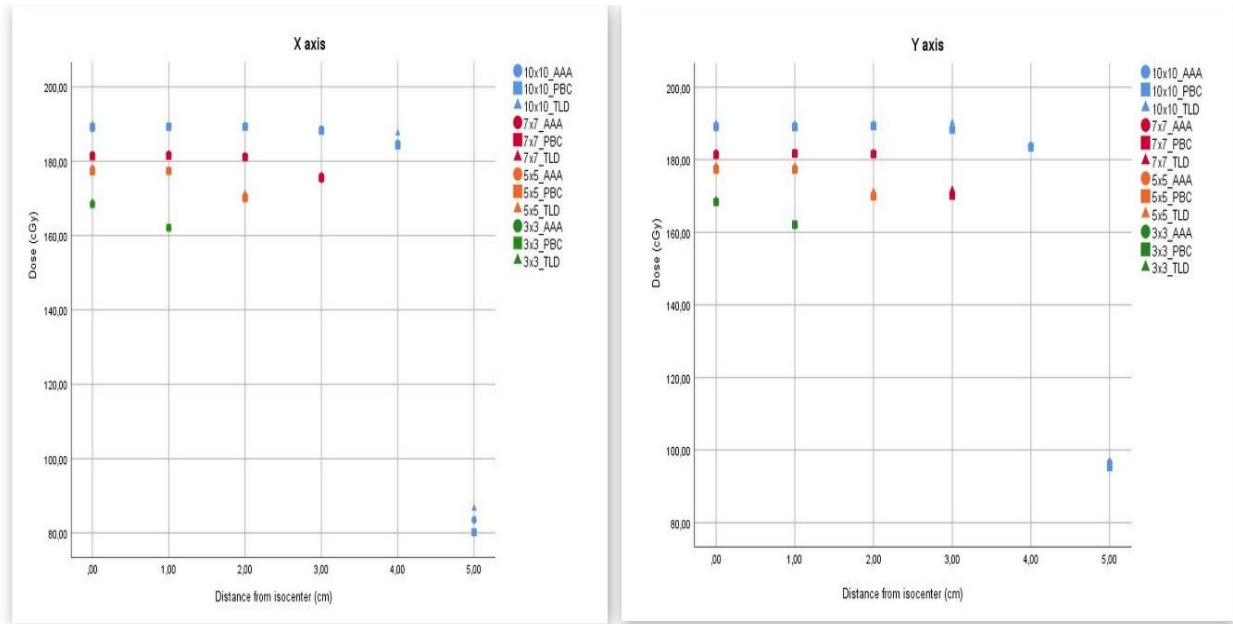 X axis
Dose (cGy)
200,00
180,00
160,00
140,00
120,00
100,00
80,00
,00
1,00
2,00
3,00
4,00
5,00
Distance from isocenter (cm)
10x10_AAA
10x10_PBC
10x10_TLD
7x7_AAA
7x7_PBC
7x7_TLD
5x5_AAA
5x5_PBC
5x5_TLD
3x3_AAA
3x3_PBC
3x3_TLD
Y axis
Dose (cGy)
200,00
180,00
160,00
140,00
120,00
100,00
80,00
,00
1,00
2,00
3,00
4,00
5,00
Distance from isocenter (cm)
10x10_AAA
10x10_PBC
10x10_TLD
7x7_AAA
7x7_PBC
7x7_TLD
5x5_AAA
5x5_PBC
5x5_TLD
3x3_AAA
3x3_PBC
3x3_TLD